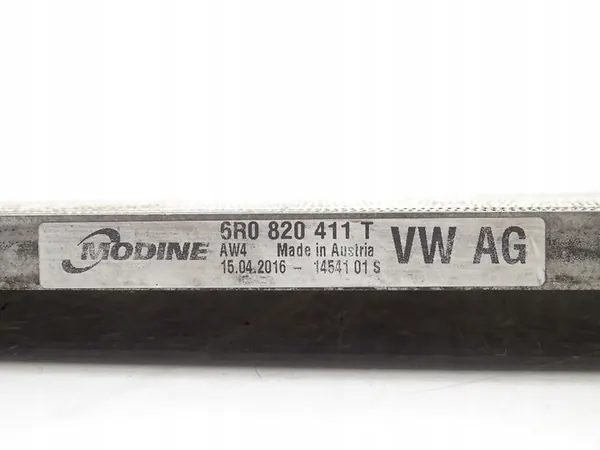 MODINE
6R0 820 411 T
AW4 Made in Austria
15.04.2016 - 14541 01 S
VW AG